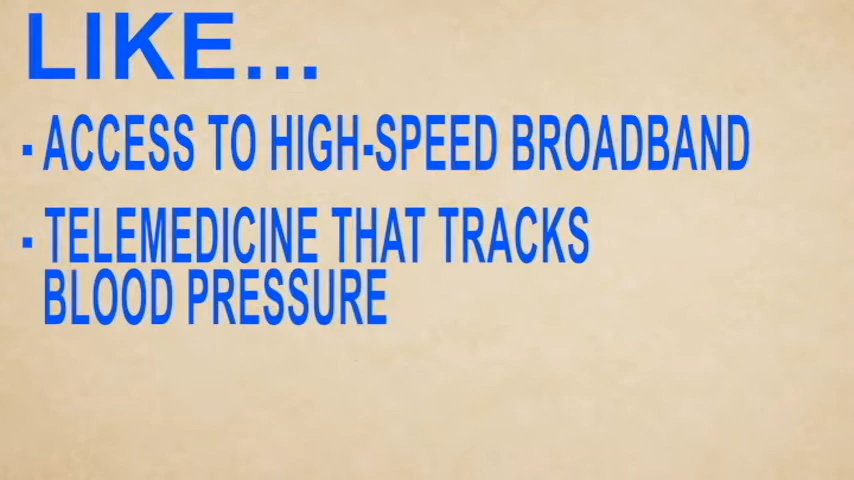 LIKE...
- ACCESS TO HIGH-SPEED BROADBAND
- TELEMEDICINE THAT TRACKS
BLOOD PRESSURE